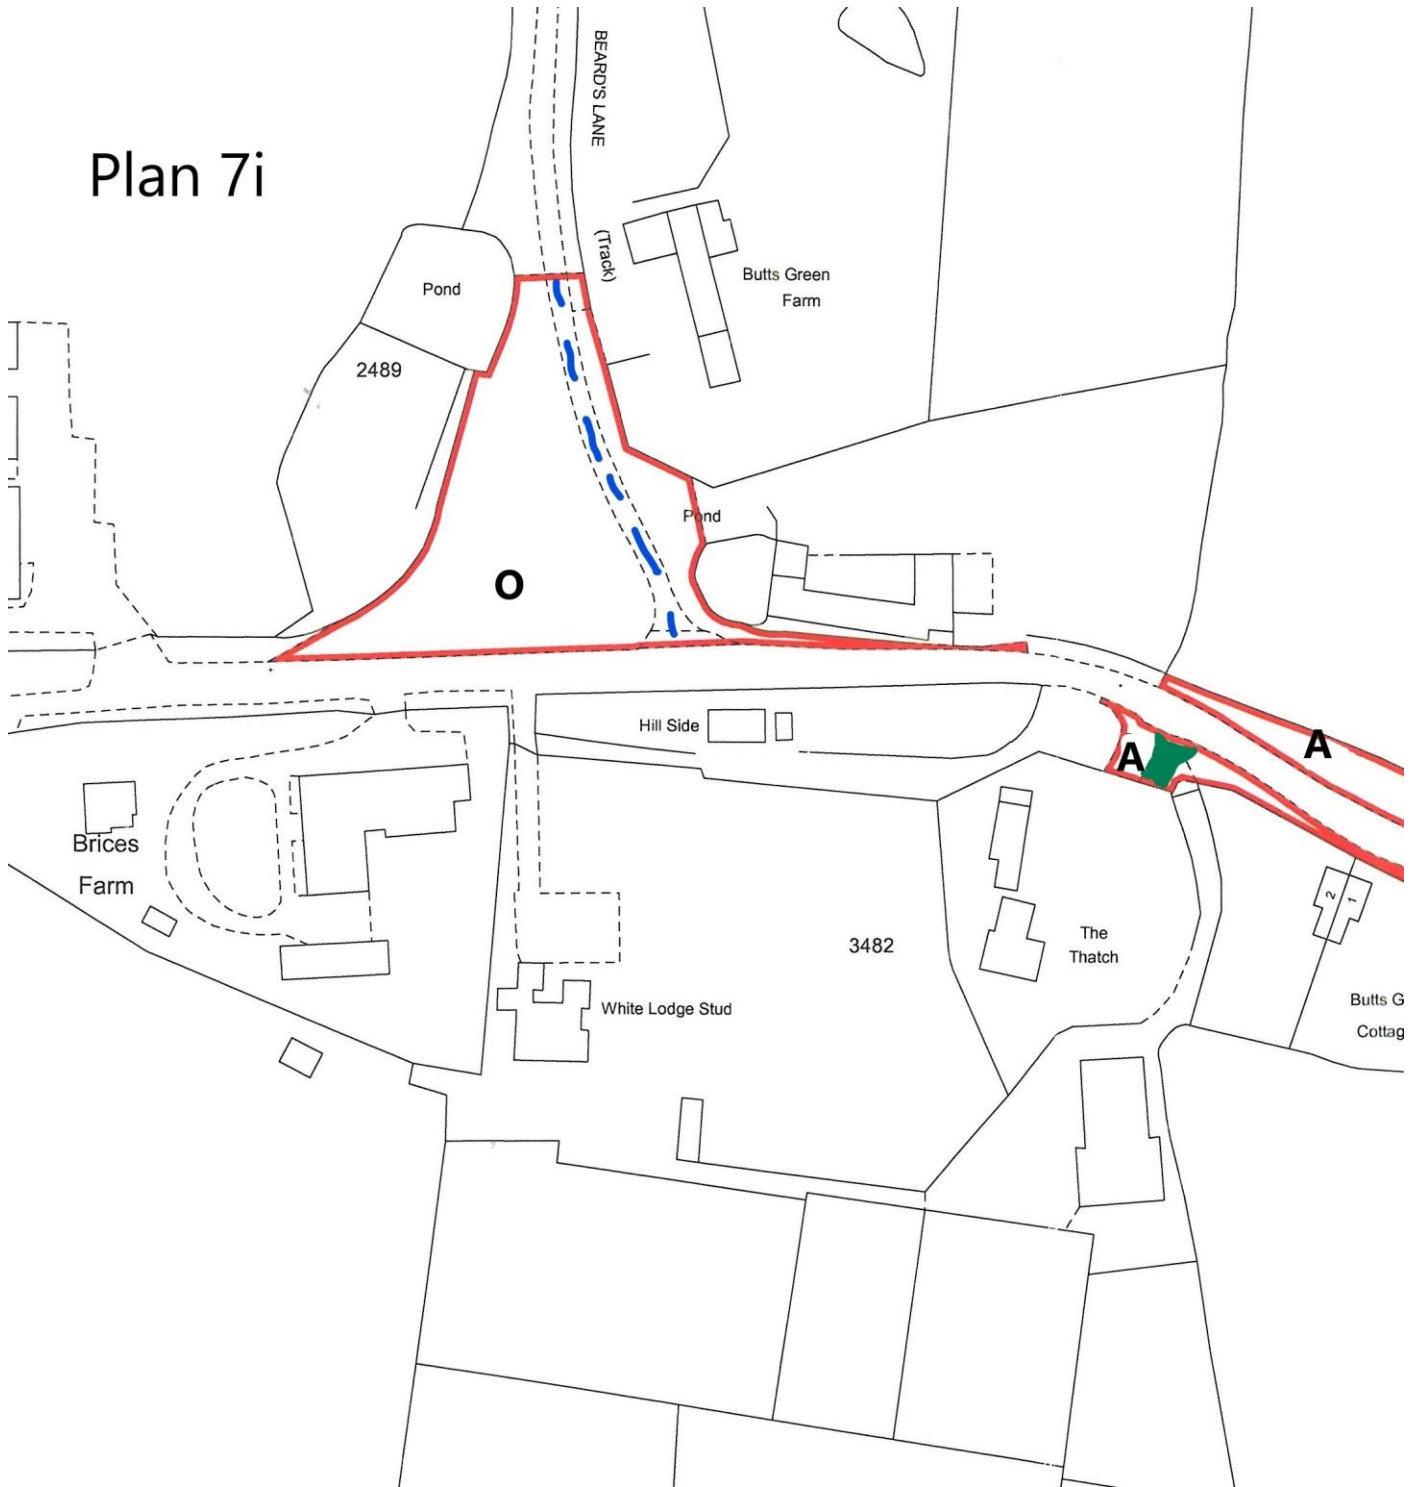 BEARD'S LANE
Plan 7i
(Track)
Pond
Butts Green
Farm
2489
Pond
O
Hill Side
A
A
Brices
Farm
2
1
The
Thatch
3482
White Lodge Stud
Butts G
Cottag